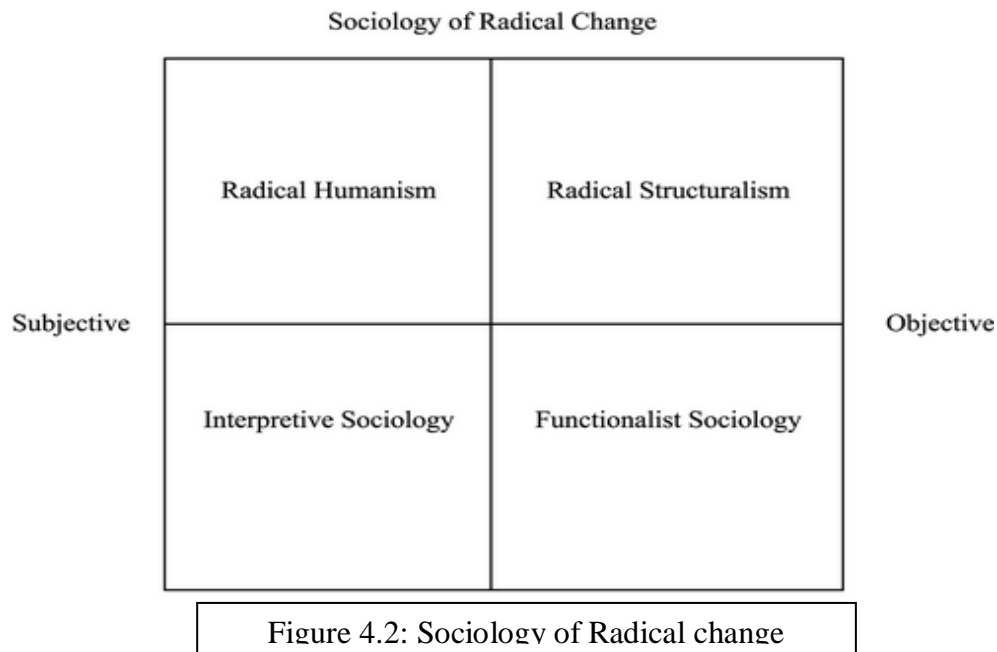 Sociology of Radical Change
Radical Humanism Radical Structuralism
Subjective Objective
Interpretive Sociology Functionalist Sociology
Figure 4.2: Sociology of Radical change